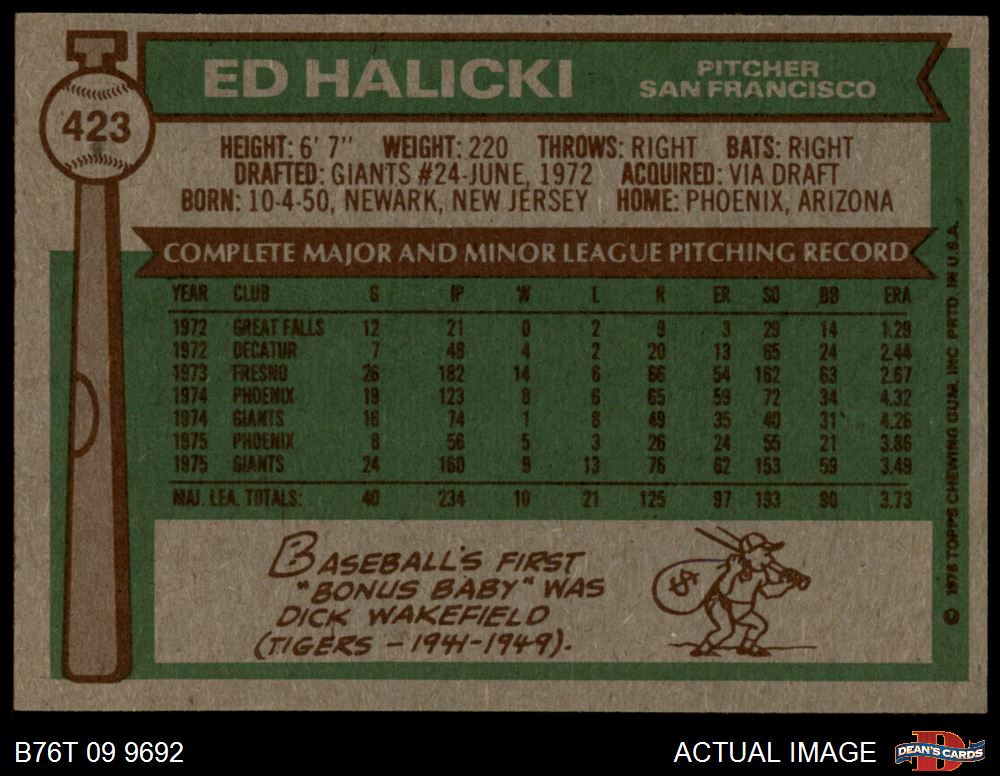 423
ED HALICKI
PITCHER
SAN FRANCISCO
HEIGHT: 6' 7" WEIGHT: 220 THROWS: RIGHT BATS: RIGHT
DRAFTED: GIANTS #24-JUNE, 1972 ACQUIRED: VIA DRAFT
BORN: 10-4-50, NEWARK, NEW JERSEY HOME: PHOENIX, ARIZONA
COMPLETE MAJOR AND MINOR LEAGUE PITCHING RECORD
YEAR CLUB G IP W L R ER SO BB ERA
1972 GREAT FALLS 12 21 0 2 9 3 29 14 1.29
1972 DECATUR 7 48 4 2 20 13 65 24 2.44
1973 FRESNO 26 182 14 6 66 54 162 63 2.67
1974 PHOENIX 19 123 8 6 65 59 72 34 4.32
1974 GIANTS 16 74 1 8 49 35 40 31 4.26
1975 PHOENIX 8 56 5 3 26 24 55 21 3.86
1975 GIANTS 24 160 9 13 76 62 153 59 3.49
MAJ. LEA. TOTALS: 40 234 10 21 125 97 193 90 3.73
BASEBALL'S FIRST
"BONUS BABY" WAS
DICK WAKEFIELD
(TIGERS - 1941-1949).
$
© 1976 TOPPS CHEWING GUM, INC PRTD. IN U.S.A.
B76T 09 9692
ACTUAL IMAGE
D
DEAN'S CARDS